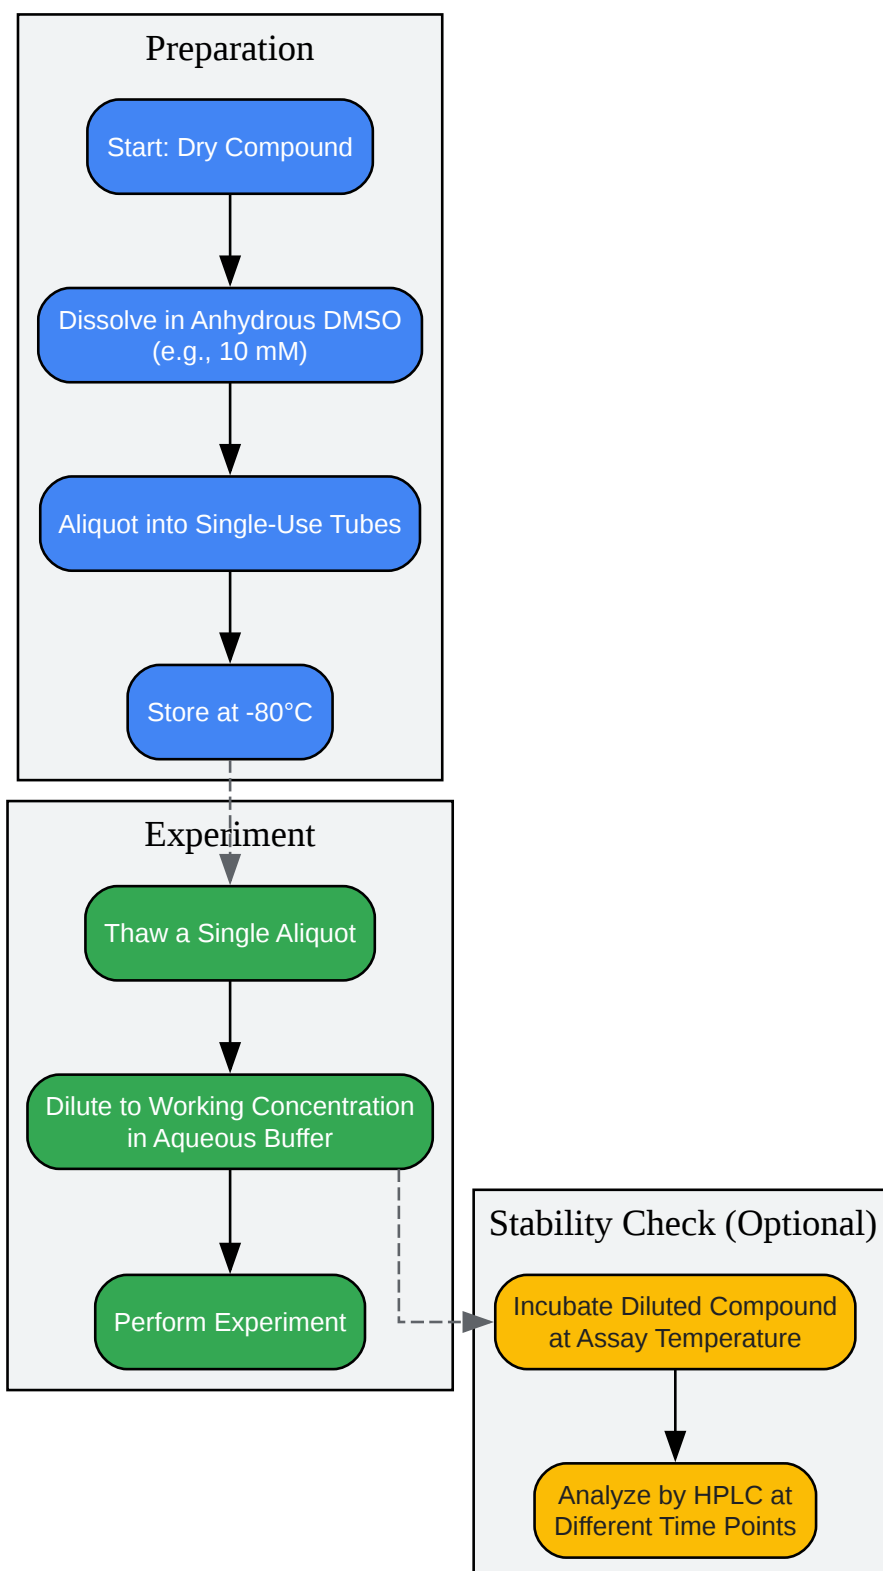 Preparation
Start: Dry Compound
Dissolve in Anhydrous DMSO
(e.g., 10 mM)
Aliquot into Single-Use Tubes
Store at -80°C
Experiment
Thaw a Single Aliquot
Dilute to Working Concentration
in Aqueous Buffer
Perform Experiment
Stability Check (Optional)
Incubate Diluted Compound
at Assay Temperature
Analyze by HPLC at
Different Time Points